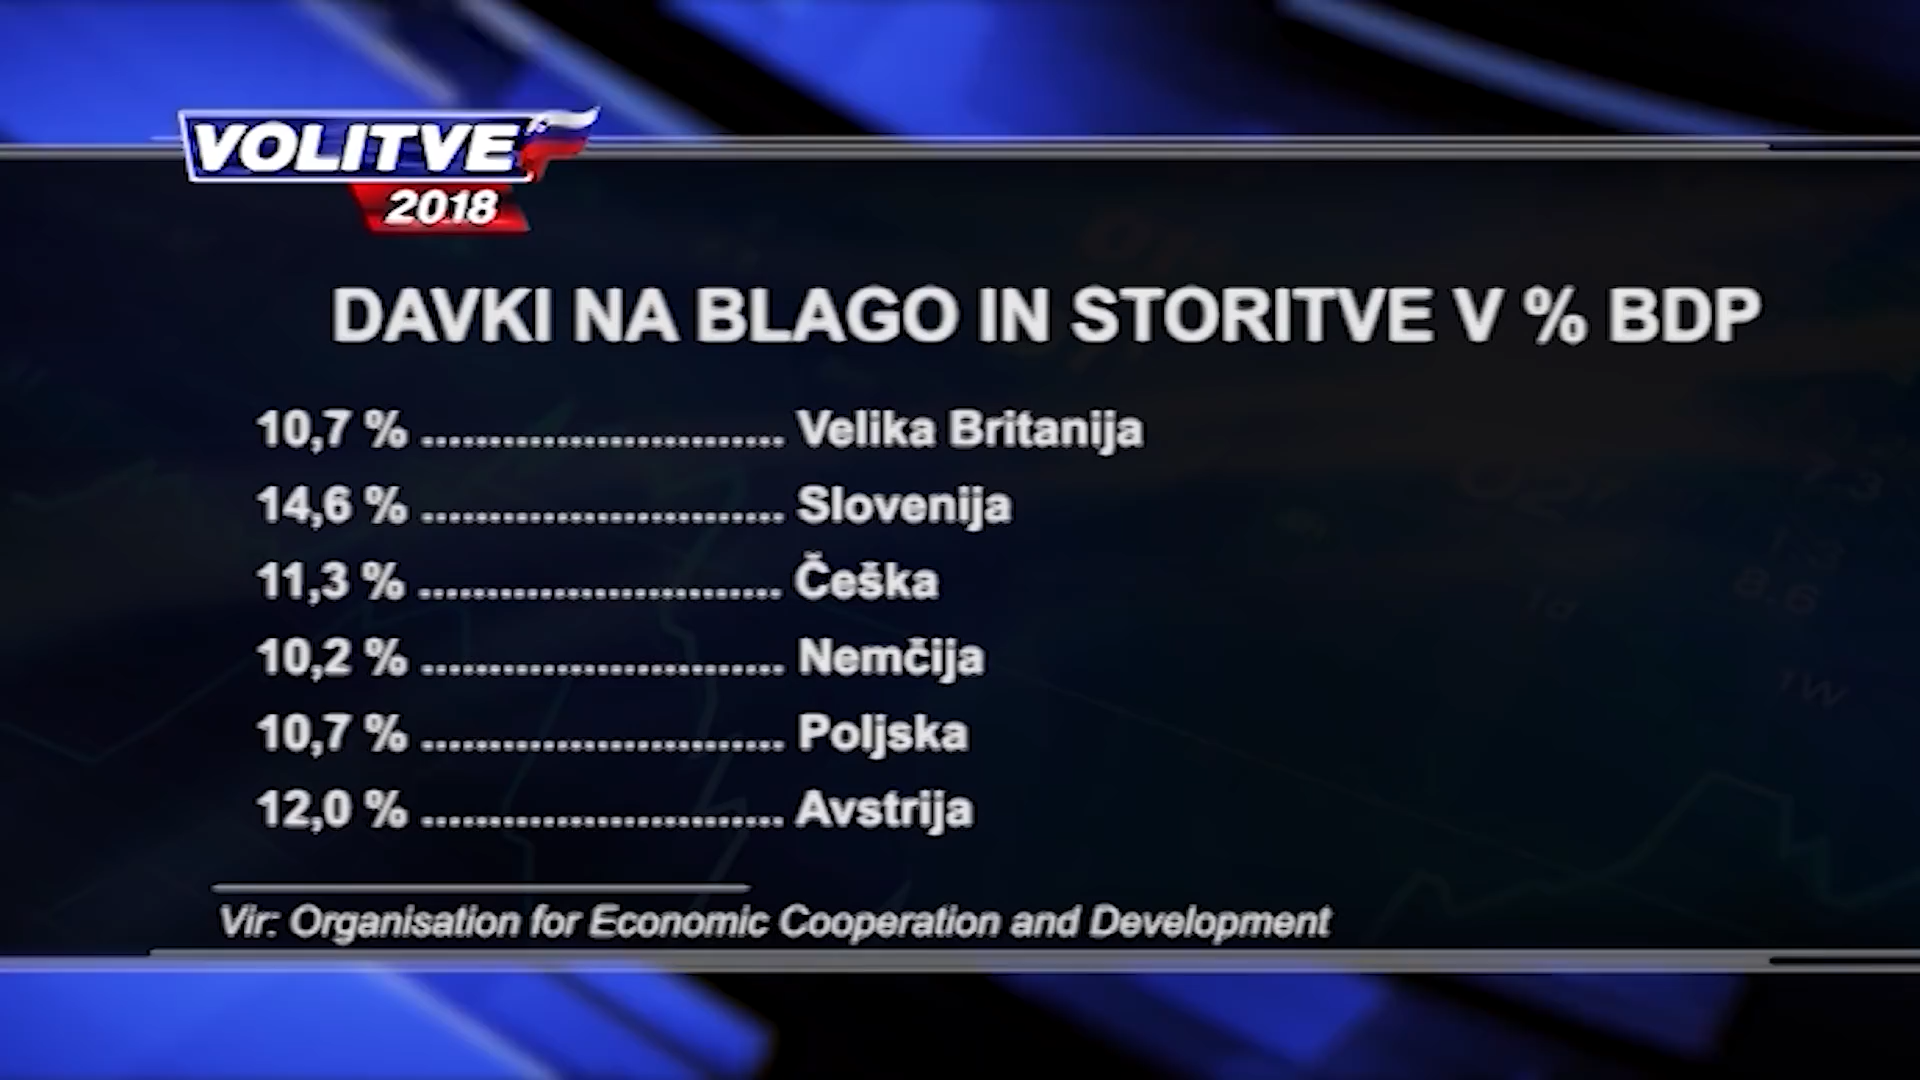 VOLITVE
2018
DAVKI NA BLAGO IN STORITVE V % BDP
10,7 % ........................... Velika Britanija
14,6 % ........................... Slovenija
11,3 % ........................... Češka
10,2 % ........................... Nemčija
10,7 % ........................... Poljska
12,0 % ........................... Avstrija
Vir: Organisation for Economic Cooperation and Development